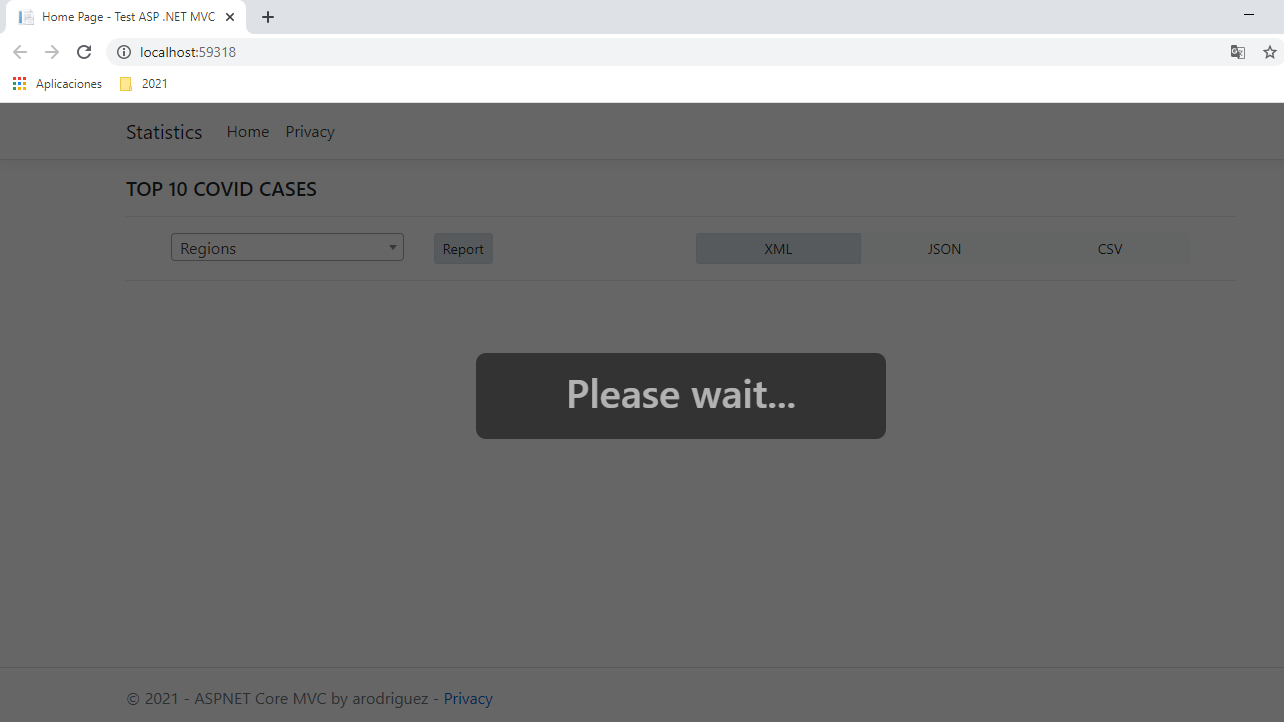 Home Page - Test ASP .NET MVC
localhost:59318
Aplicaciones 2021
Statistics Home Privacy
TOP 10 COVID CASES
Regions Report XML JSON CSV
Please wait...
© 2021 - ASPNET Core MVC by arodriguez - Privacy